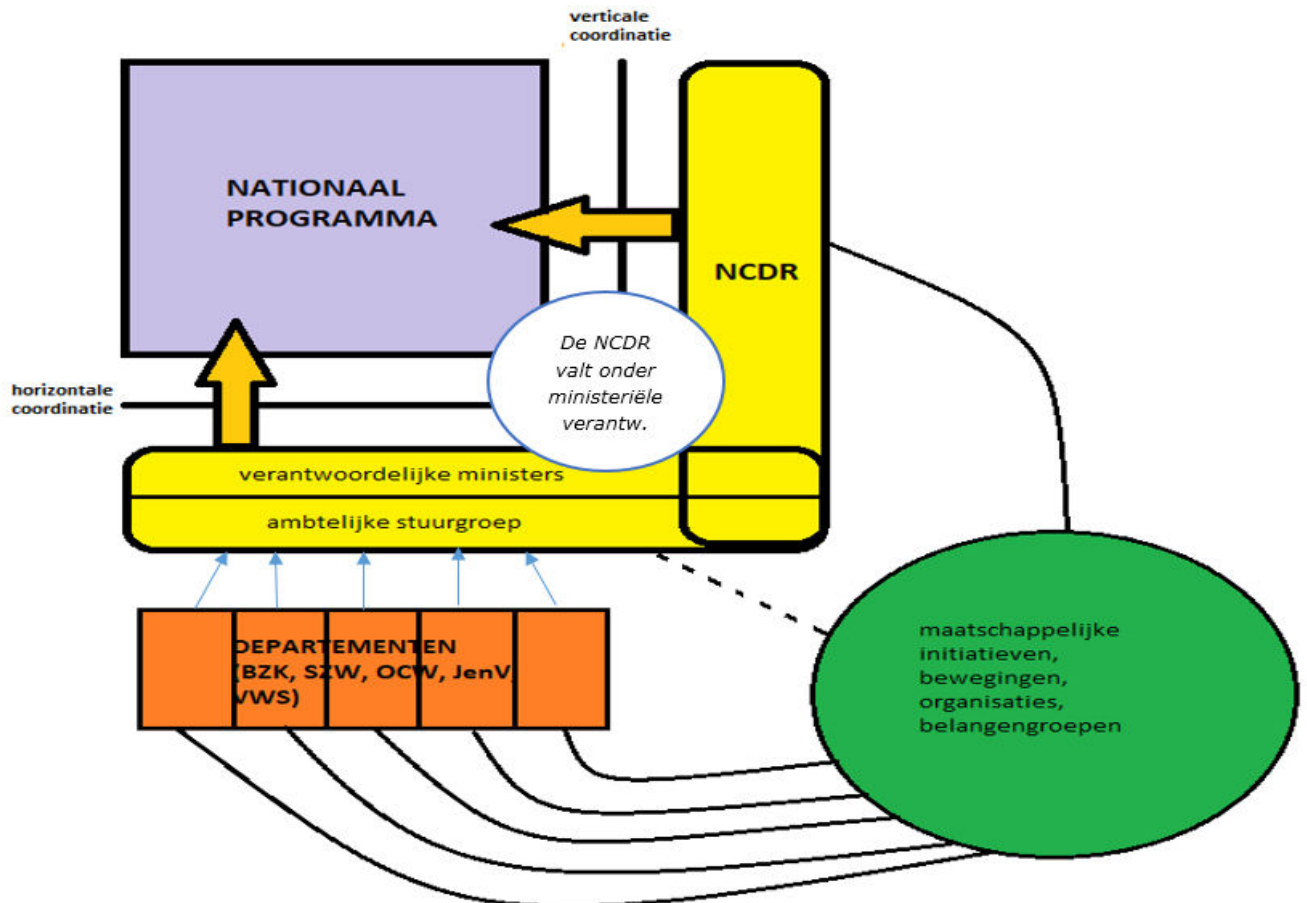 verticale
coordinatie
NATIONAAL
PROGRAMMA
NCDR
De NCDR
valt onder
ministeriële
verantw.
horizontale
coordinatie
verantwoordelijke ministers
ambtelijke stuurgroep
DEPARTEMENTEN
(BZK, SZW, OCW, JenV,
VWS)
maatschappelijke
initiatieven,
bewegingen,
organisaties,
belangengroepen